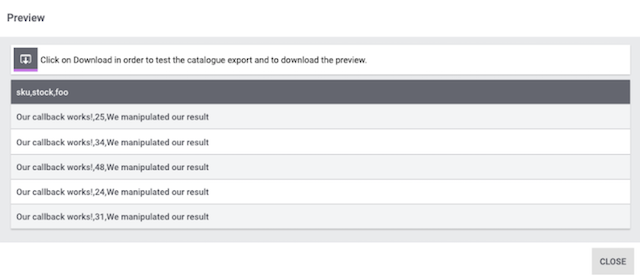 Preview
Click on Download in order to test the catalogue export and to download the preview.
sku,stock,foo
Our callback works!,25,We manipulated our result
Our callback works!,34,We manipulated our result
Our callback works!,48,We manipulated our result
Our callback works!,24,We manipulated our result
Our callback works!,31,We manipulated our result
CLOSE